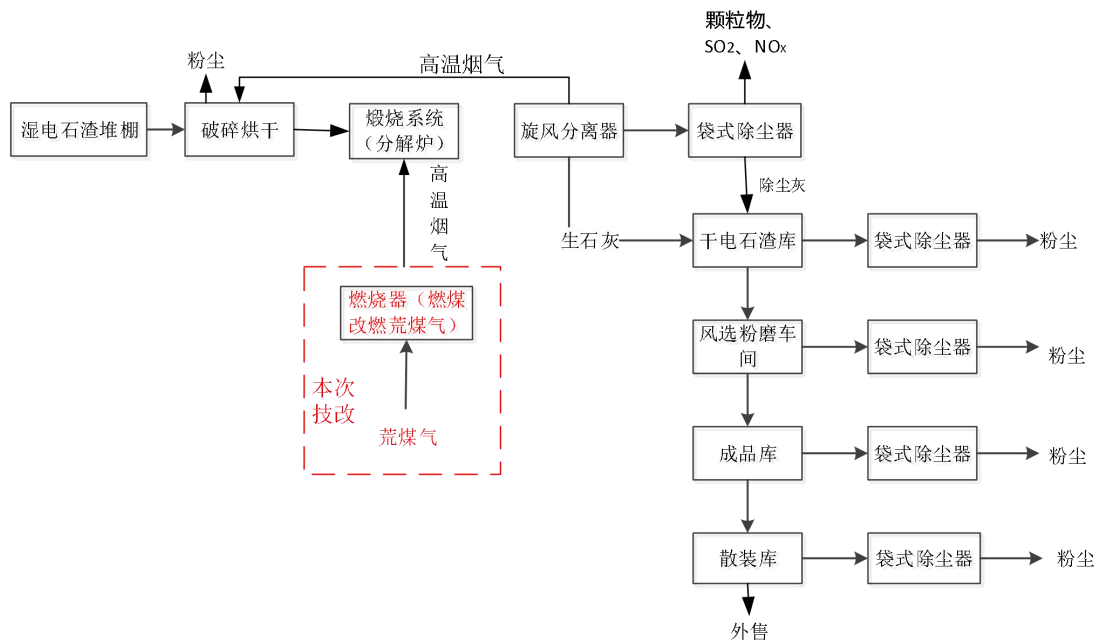 颗粒物、
SO2、NOx
粉尘
高温烟气
湿电石渣堆棚
破碎烘干
煅烧系统
（分解炉）
旋风分离器
袋式除尘器
高
温
烟
气
除尘灰
生石灰
干电石渣库
袋式除尘器
粉尘
燃烧器（燃煤
改燃荒煤气）
风选粉磨车
间
袋式除尘器
粉尘
本次
技改
荒煤气
成品库
袋式除尘器
粉尘
散装库
袋式除尘器
粉尘
外售